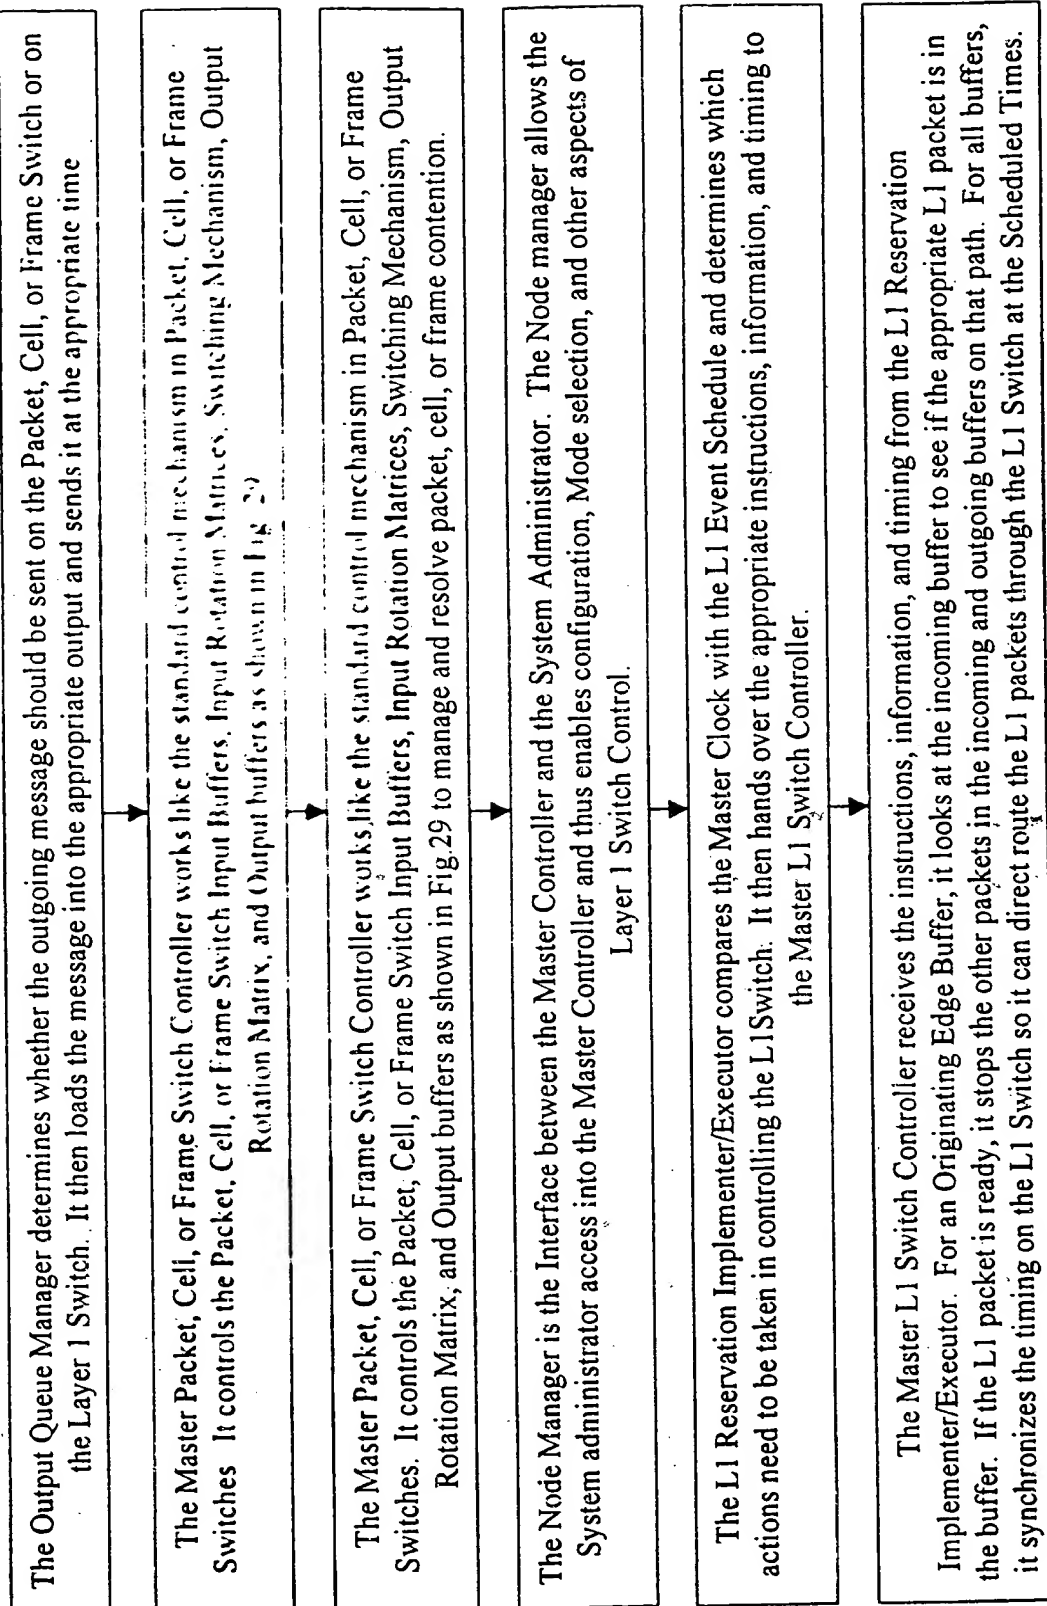 The Output Queue Manager determines whether the outgoing message should be sent on the Packet, Cell, or Frame Switch or on
the Layer 1 Switch. It then loads the message into the appropriate output and sends it at the appropriate time
The Master Packet, Cell, or Frame Switch Controller works like the standard control mechanism in Packet, Cell, or Frame
Switches It controls the Packet, Cell, or Frame Switch Input Buffers, Input Rotation Matrices, Switching Mechanism, Output
Rotation Matrix, and Output buffers as shown in Fig 29
The Master Packet, Cell, or Frame Switch Controller works like the standard control mechanism in Packet, Cell, or Frame
Switches. It controls the Packet, Cell, or Frame Switch Input Buffers, Input Rotation Matrices, Switching Mechanism, Output
Rotation Matrix, and Output buffers as shown in Fig.29 to manage and resolve packet, cell, or frame contention.
The Node Manager is the Interface between the Master Controller and the System Administrator. The Node manager allows the
System administrator access into the Master Controller and thus enables configuration, Mode selection, and other aspects of
Layer 1 Switch Control.
The L1 Reservation Implementer/Executor compares the Master Clock with the L1 Event Schedule and determines which
actions need to be taken in controlling the L1Switch. It then hands over the appropriate instructions, information, and timing to
the Master L1 Switch Controller.
The Master L1 Switch Controller receives the instructions, information, and timing from the L1 Reservation
Implementer/Executor. For an Originating Edge Buffer, it looks at the incoming buffer to see if the appropriate L1 packet is in
the buffer. If the L1 packet is ready, it stops the other packets in the incoming and outgoing buffers on that path. For all buffers,
it synchronizes the timing on the L1 Switch so it can direct route the L1 packets through the L1 Switch at the Scheduled Times.